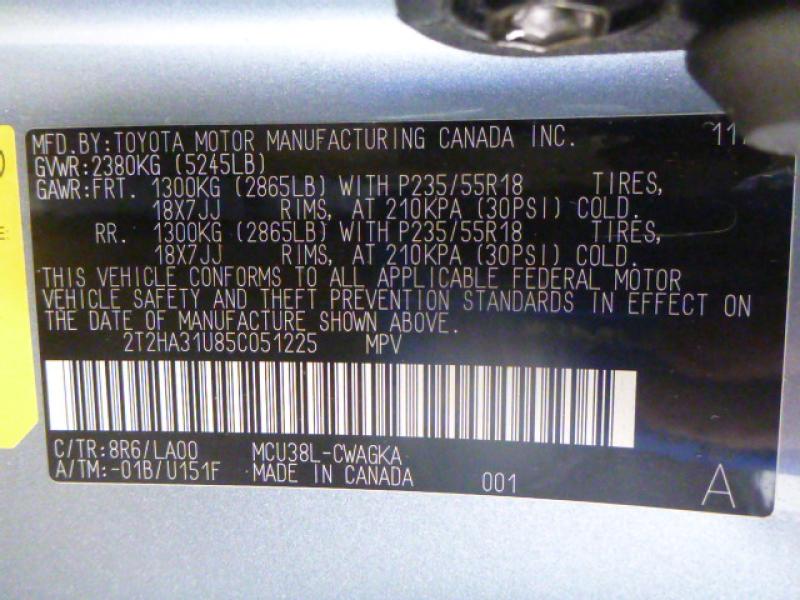 MFD.BY:TOYOTA MOTOR MANUFACTURING CANADA INC.
GVWR:2380KG (5245LB)
GAWR:FRT. 1300KG (2865LB) WITH P235/55R18 TIRES,
18X7JJ RIMS, AT 210KPA (30PSI) COLD.
RR. 1300KG (2865LB) WITH P235/55R18 TIRES,
18X7JJ RIMS, AT 210KPA (30PSI) COLD.
THIS VEHICLE CONFORMS TO ALL APPLICABLE FEDERAL MOTOR
VEHICLE SAFETY AND THEFT PREVENTION STANDARDS IN EFFECT ON
THE DATE OF MANUFACTURE SHOWN ABOVE.
2T2HA31U85C051225 MPV
C/TR:8R6/LA00 MCU38L-CWAGKA
A/TM:-01B/U151F MADE IN CANADA 001 A